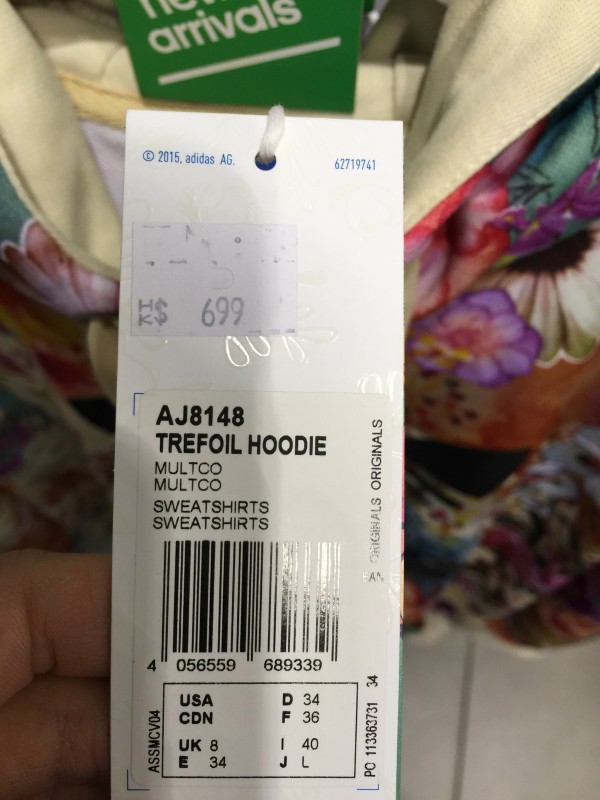 new
arrivals
© 2015, adidas AG.
62719741
HK$ 699
AJ8148
TREFOIL HOODIE
MULTCO
MULTCO
SWEATSHIRTS
SWEATSHIRTS
ORIGINALS ORIGINALS
4 056559 689339
USA D 34
CDN F 36
UK 8 I 40
E 34 J L
ASSMCV04
PO 113363731 34